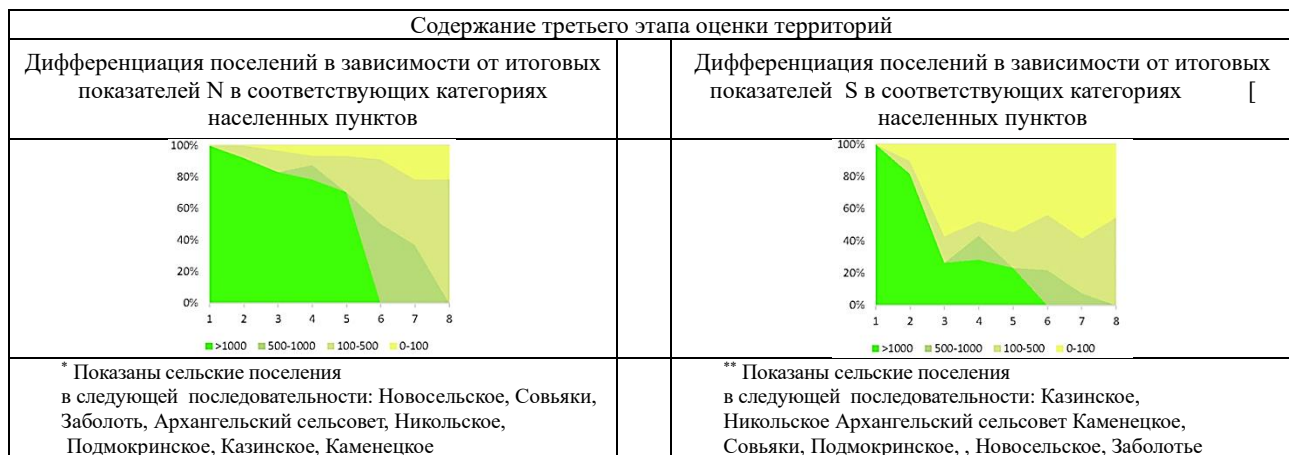 Содержание третьего этапа оценки территорий
Дифференциация поселений в зависимости от итоговых
показателей N в соответствующих категориях
населенных пунктов
Дифференциация поселений в зависимости от итоговых
показателей S в соответствующих категориях [
населенных пунктов
100%
80%
60%
40%
20%
0%
1 2 3 4 5 6 7 8
>1000 500-1000 100-500 0-100
100%
80%
60%
40%
20%
0%
1 2 3 4 5 6 7 8
>1000 500-1000 100-500 0-100
* Показаны сельские поселения
в следующей последовательности: Новосельское, Совьяки,
Заболоть, Архангельский сельсовет, Никольское,
Подмокринское, Казинское, Каменецкое
** Показаны сельские поселения
в следующей последовательности: Казинское,
Никольское Архангельский сельсовет Каменецкое,
Совьяки, Подмокринское, , Новосельское, Заболотье